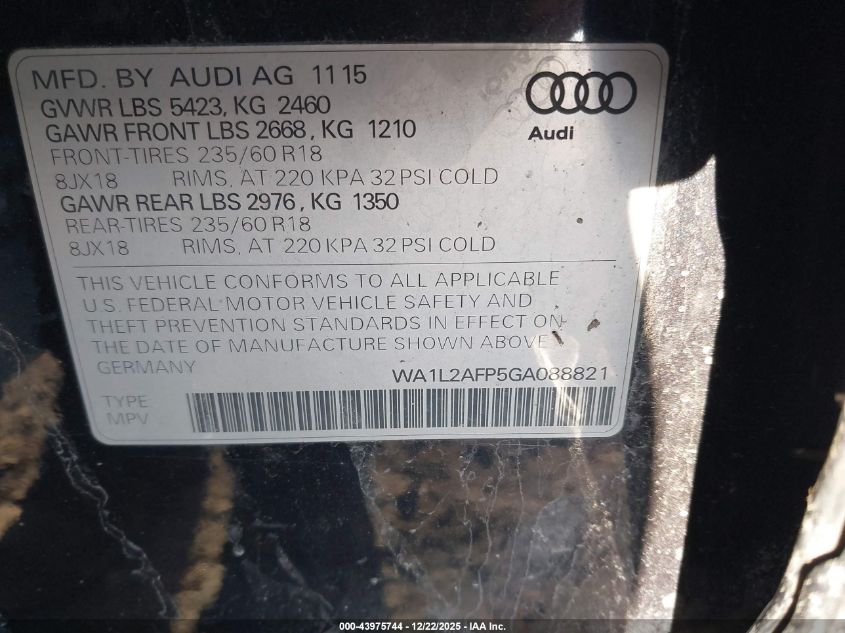 MFD. BY AUDI AG 11 15
GVWR LBS 5423, KG 2460
GAWR FRONT LBS 2668, KG 1210
FRONT-TIRES 235/60 R18
8JX18 RIMS, AT 220 KPA 32 PSI COLD
GAWR REAR LBS 2976, KG 1350
REAR-TIRES 235/60 R18
8JX18 RIMS, AT 220 KPA 32 PSI COLD
Audi
THIS VEHICLE CONFORMS TO ALL APPLICABLE
U.S. FEDERAL MOTOR VEHICLE SAFETY AND
THEFT PREVENTION STANDARDS IN EFFECT ON
THE DATE OF MANUFACTURE SHOWN ABOVE
GERMANY WA1L2AFP5GA088821
TYPE
MPV
000-43975744 - 12/22/2025 - IAA Inc.